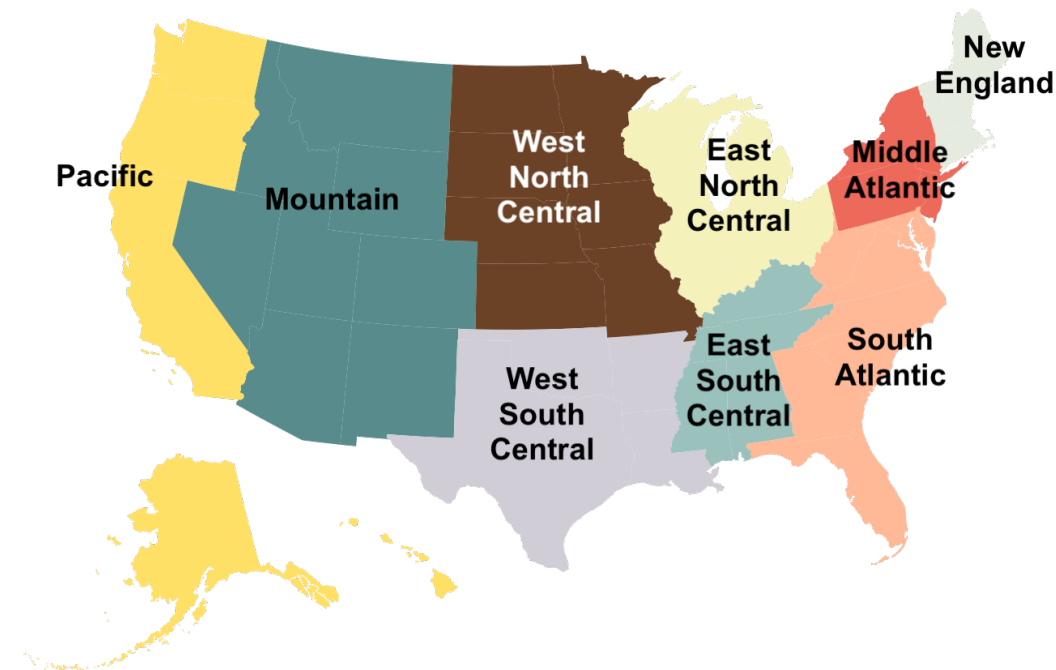 New
England
West
North
Central
East
North
Central
Middle
Atlantic
Pacific
Mountain
East
South
Central
South
Atlantic
West
South
Central